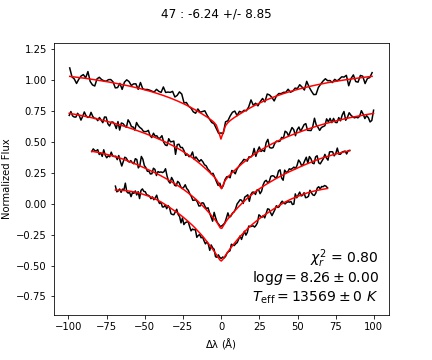 47 : -6.24 +/- 8.85
1.25
1.00
0.75
0.50
0.25
0.00
−0.25
−0.50
−0.75
Normalized Flux
χ²ᵣ = 0.80
logg = 8.26 ± 0.00
T_eff = 13569 ± 0 K
−100 −75 −50 −25 0 25 50 75 100
Δλ (Å)